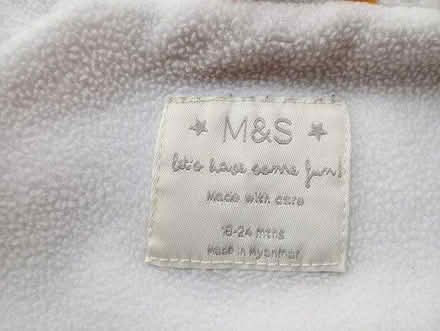 M&S
let's have some fun!
Made with care
18-24 mths
Made in Myanmar